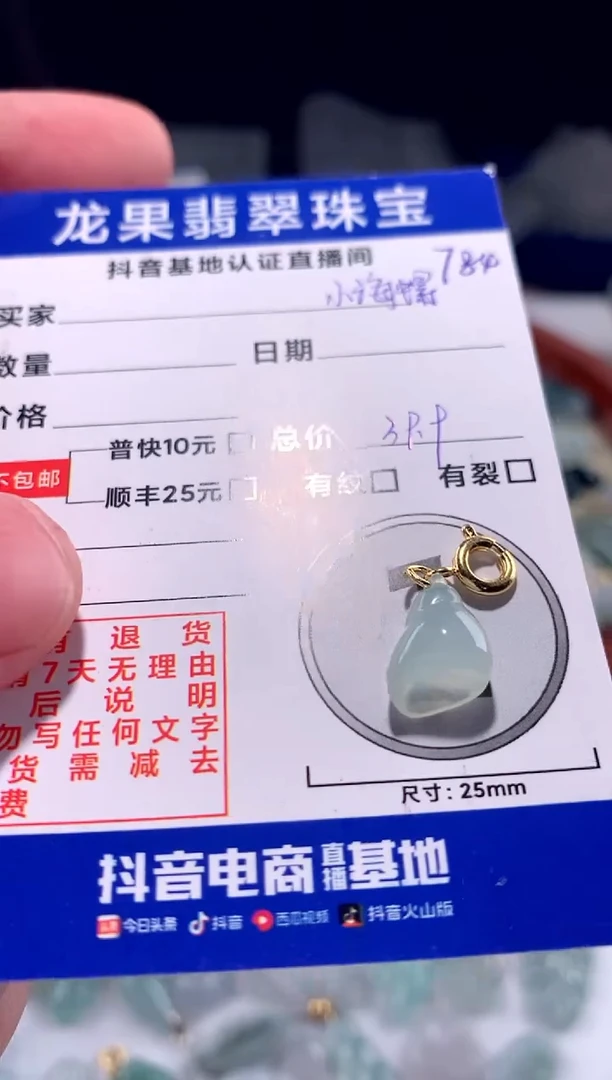 龙果翡翠珠宝
抖音基地认证直播间
买家 小海螺
数量
日期
价格
普快10元
总价
不包邮
顺丰25元
有纹
有裂
退货
7天无理由
后说明
勿写任何文字
货需减去
费
尺寸:25mm
抖音电商直播基地
今日头条 抖音 西瓜视频 抖音火山版